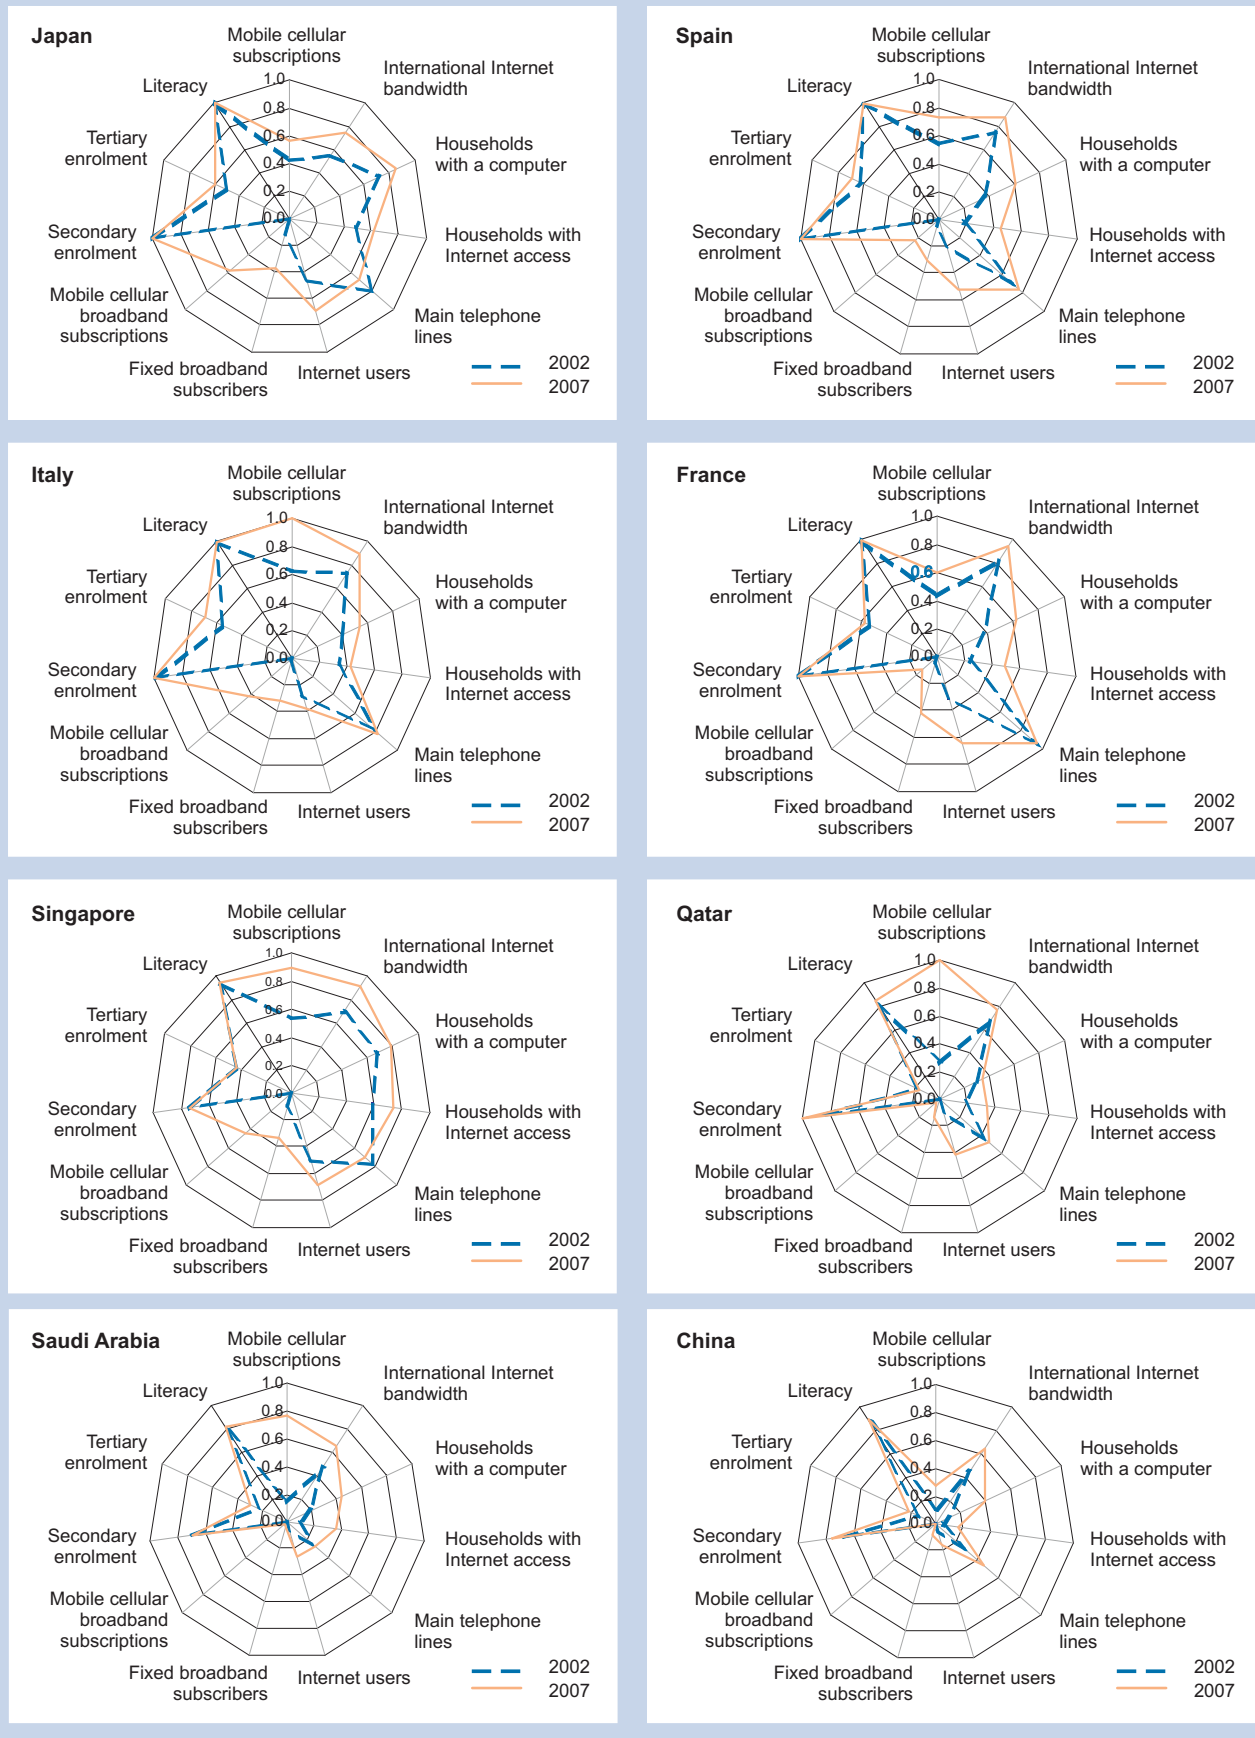 Japan
Mobile cellular
subscriptions
International Internet
bandwidth
Households
with a computer
Households with
Internet access
Main telephone
lines
Internet users
Fixed broadband
subscribers
Mobile cellular
broadband
subscriptions
Secondary
enrolment
Tertiary
enrolment
Literacy
1.0
0.8
0.6
0.4
0.2
0.0
2002
2007
Spain
Mobile cellular
subscriptions
International Internet
bandwidth
Households
with a computer
Households with
Internet access
Main telephone
lines
Internet users
Fixed broadband
subscribers
Mobile cellular
broadband
subscriptions
Secondary
enrolment
Tertiary
enrolment
Literacy
1.0
0.8
0.6
0.4
0.2
0.0
2002
2007
Italy
Mobile cellular
subscriptions
International Internet
bandwidth
Households
with a computer
Households with
Internet access
Main telephone
lines
Internet users
Fixed broadband
subscribers
Mobile cellular
broadband
subscriptions
Secondary
enrolment
Tertiary
enrolment
Literacy
1.0
0.8
0.6
0.4
0.2
0.0
2002
2007
France
Mobile cellular
subscriptions
International Internet
bandwidth
Households
with a computer
Households with
Internet access
Main telephone
lines
Internet users
Fixed broadband
subscribers
Mobile cellular
broadband
subscriptions
Secondary
enrolment
Tertiary
enrolment
Literacy
1.0
0.8
0.6
0.4
0.2
0.0
2002
2007
Singapore
Mobile cellular
subscriptions
International Internet
bandwidth
Households
with a computer
Households with
Internet access
Main telephone
lines
Internet users
Fixed broadband
subscribers
Mobile cellular
broadband
subscriptions
Secondary
enrolment
Tertiary
enrolment
Literacy
1.0
0.8
0.6
0.4
0.2
0.0
2002
2007
Qatar
Mobile cellular
subscriptions
International Internet
bandwidth
Households
with a computer
Households with
Internet access
Main telephone
lines
Internet users
Fixed broadband
subscribers
Mobile cellular
broadband
subscriptions
Secondary
enrolment
Tertiary
enrolment
Literacy
1.0
0.8
0.6
0.4
0.2
0.0
2002
2007
Saudi Arabia
Mobile cellular
subscriptions
International Internet
bandwidth
Households
with a computer
Households with
Internet access
Main telephone
lines
Internet users
Fixed broadband
subscribers
Mobile cellular
broadband
subscriptions
Secondary
enrolment
Tertiary
enrolment
Literacy
1.0
0.8
0.6
0.4
0.2
0.0
2002
2007
China
Mobile cellular
subscriptions
International Internet
bandwidth
Households
with a computer
Households with
Internet access
Main telephone
lines
Internet users
Fixed broadband
subscribers
Mobile cellular
broadband
subscriptions
Secondary
enrolment
Tertiary
enrolment
Literacy
1.0
0.8
0.6
0.4
0.2
0.0
2002
2007